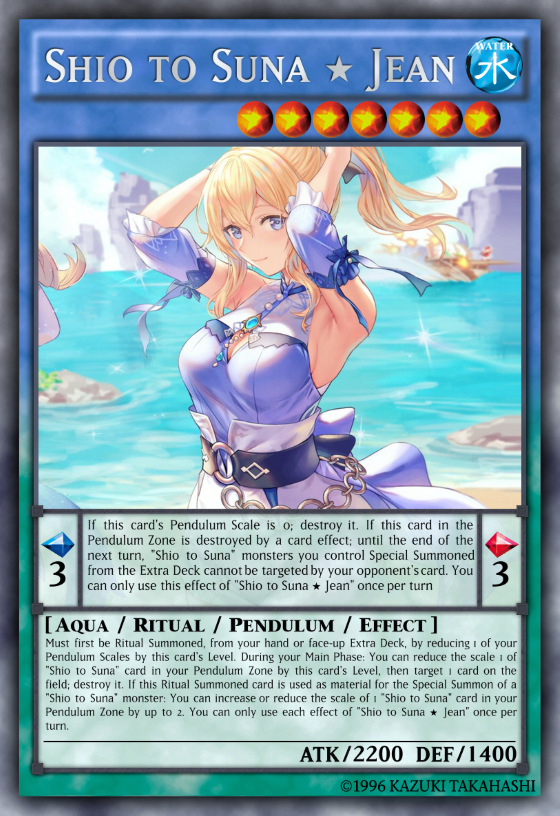 Shio to Suna ★ Jean
WATER
水
If this card's Pendulum Scale is 0; destroy it. If this card in the
Pendulum Zone is destroyed by a card effect; until the end of the
next turn, "Shio to Suna" monsters you control Special Summoned
from the Extra Deck cannot be targeted by your opponent's card. You
can only use this effect of "Shio to Suna ★ Jean" once per turn
3
3
[ Aqua / Ritual / Pendulum / Effect ]
Must first be Ritual Summoned, from your hand or face-up Extra Deck, by reducing 1 of your
Pendulum Scales by this card's Level. During your Main Phase: You can reduce the scale 1 of
"Shio to Suna" card in your Pendulum Zone by this card's Level, then target 1 card on the
field; destroy it. If this Ritual Summoned card is used as material for the Special Summon of a
"Shio to Suna" monster: You can increase or reduce the scale of 1 "Shio to Suna" card in your
Pendulum Zone by up to 2. You can only use each effect of "Shio to Suna ★ Jean" once per
turn.
ATK/2200 DEF/1400
©1996 KAZUKI TAKAHASHI